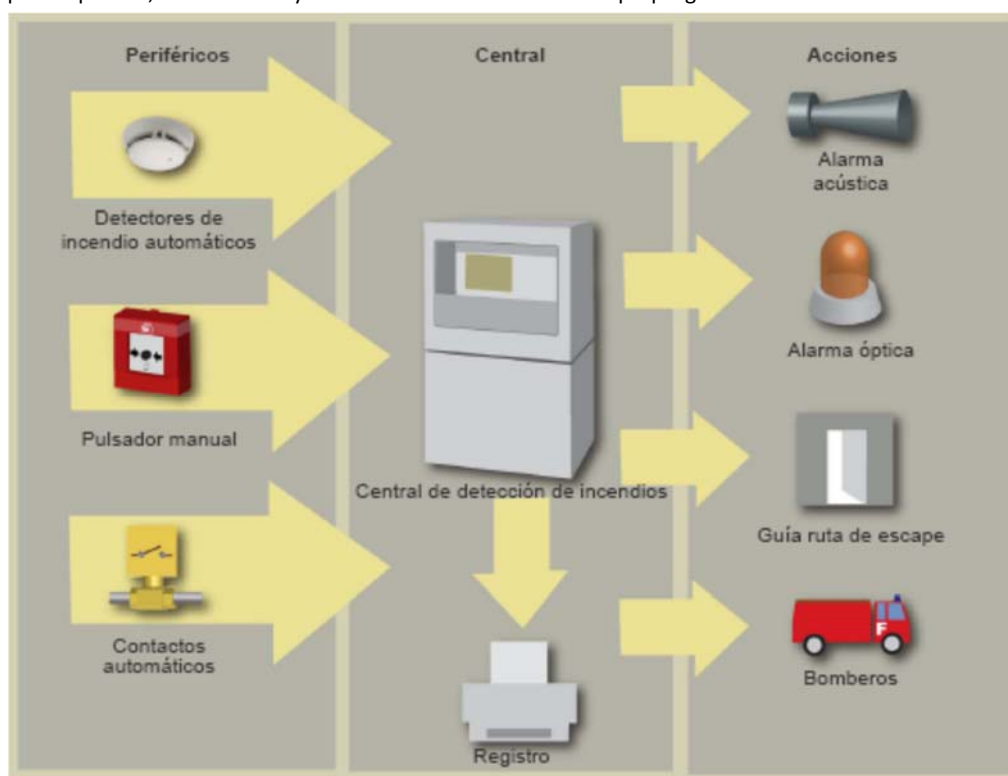 Periféricos
Detectores de
incendio automáticos
Pulsador manual
Contactos
automáticos
Central
Central de detección de incendios
Registro
Acciones
Alarma
acústica
Alarma óptica
Guía ruta de escape
F
Bomberos